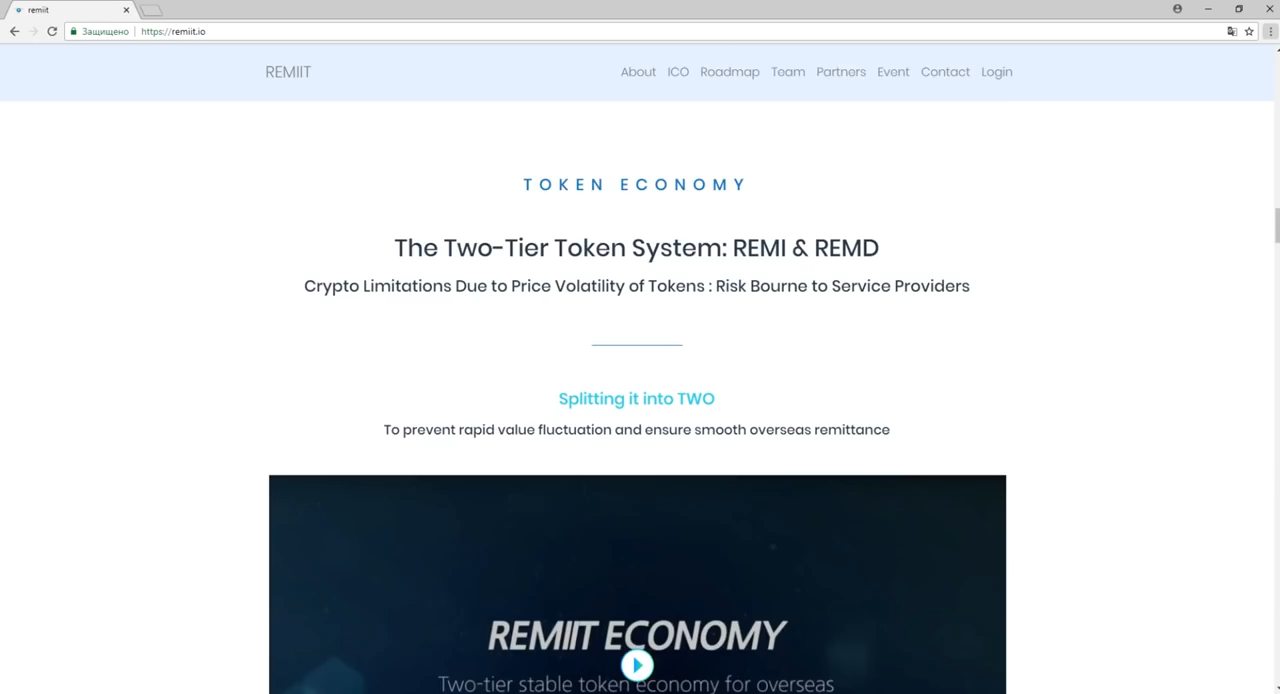 remiit
Защищено https://remiit.io
REMIIT About ICO Roadmap Team Partners Event Contact Login
TOKEN ECONOMY
The Two-Tier Token System: REMI & REMD
Crypto Limitations Due to Price Volatility of Tokens : Risk Bourne to Service Providers
Splitting it into TWO
To prevent rapid value fluctuation and ensure smooth overseas remittance
REMIIT ECONOMY
Two-tier stable token economy for overseas